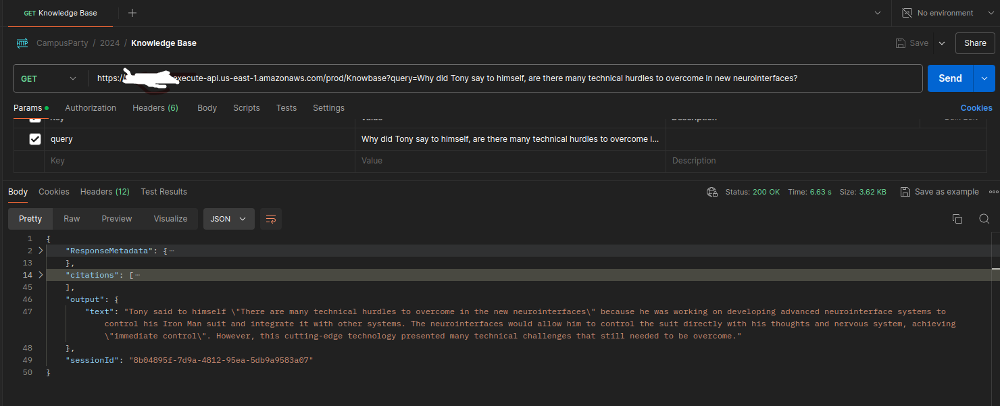 GET Knowledge Base
No environment
HTTP CampusParty / 2024 / Knowledge Base
Save Share
GET https:// execute-api.us-east-1.amazonaws.com/prod/Knowbase?query=Why did Tony say to himself, are there many technical hurdles to overcome in new neurointerfaces? Send
Params Authorization Headers (6) Body Scripts Tests Settings Cookies
Key Value Description Bulk Edit
query Why did Tony say to himself, are there many technical hurdles to overcome i...
Key Value Description
Body Cookies Headers (12) Test Results Status: 200 OK Time: 6.63 s Size: 3.62 KB Save as example
Pretty Raw Preview Visualize JSON
1 {
2 "ResponseMetadata": {
13 },
14 "citations": [
45 ],
46 "output": {
47 "text": "Tony said to himself \"There are many technical hurdles to overcome in the new neurointerfaces\" because he was working on developing advanced neurointerface systems to
control his Iron Man suit and integrate it with other systems. The neurointerfaces would allow him to control the suit directly with his thoughts and nervous system, achieving
\"immediate control\". However, this cutting-edge technology presented many technical challenges that still needed to be overcome."
48 },
49 "sessionId": "8b04895f-7d9a-4812-95ea-5db9a9583a07"
50 }